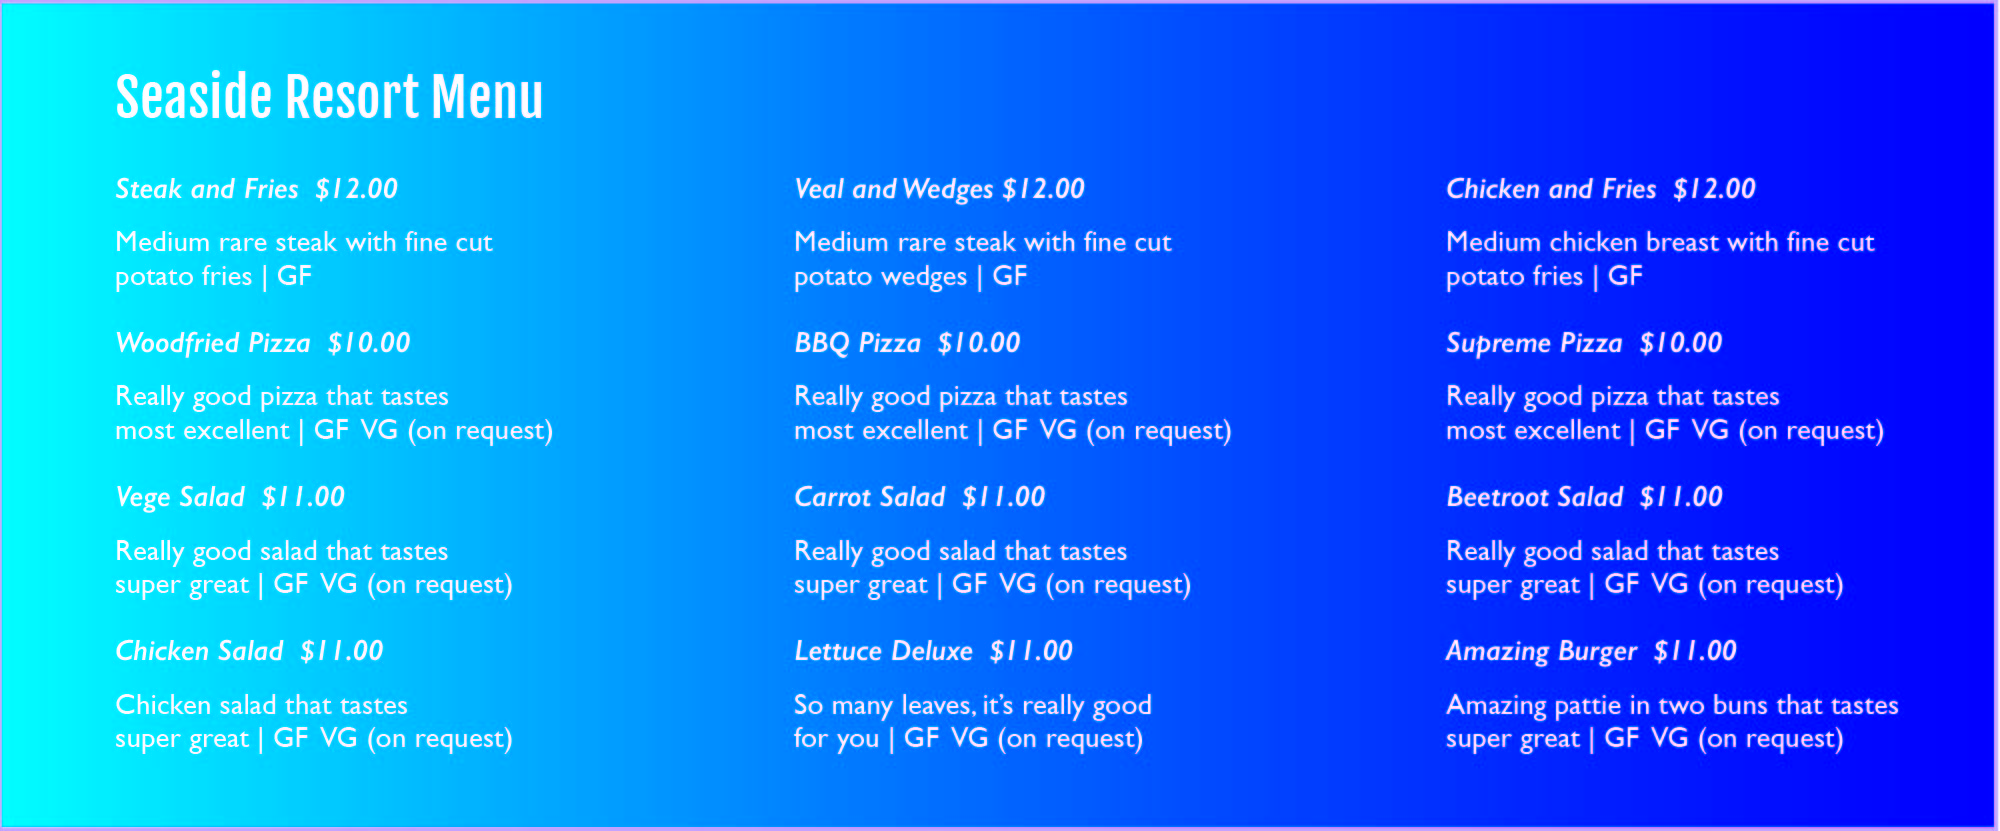 Seaside Resort Menu
Steak and Fries $12.00
Medium rare steak with fine cut
potato fries | GF
Woodfried Pizza $10.00
Really good pizza that tastes
most excellent | GF VG (on request)
Vege Salad $11.00
Really good salad that tastes
super great | GF VG (on request)
Chicken Salad $11.00
Chicken salad that tastes
super great | GF VG (on request)
Veal and Wedges $12.00
Medium rare steak with fine cut
potato wedges | GF
BBQ Pizza $10.00
Really good pizza that tastes
most excellent | GF VG (on request)
Carrot Salad $11.00
Really good salad that tastes
super great | GF VG (on request)
Lettuce Deluxe $11.00
So many leaves, it’s really good
for you | GF VG (on request)
Chicken and Fries $12.00
Medium chicken breast with fine cut
potato fries | GF
Supreme Pizza $10.00
Really good pizza that tastes
most excellent | GF VG (on request)
Beetroot Salad $11.00
Really good salad that tastes
super great | GF VG (on request)
Amazing Burger $11.00
Amazing pattie in two buns that tastes
super great | GF VG (on request)